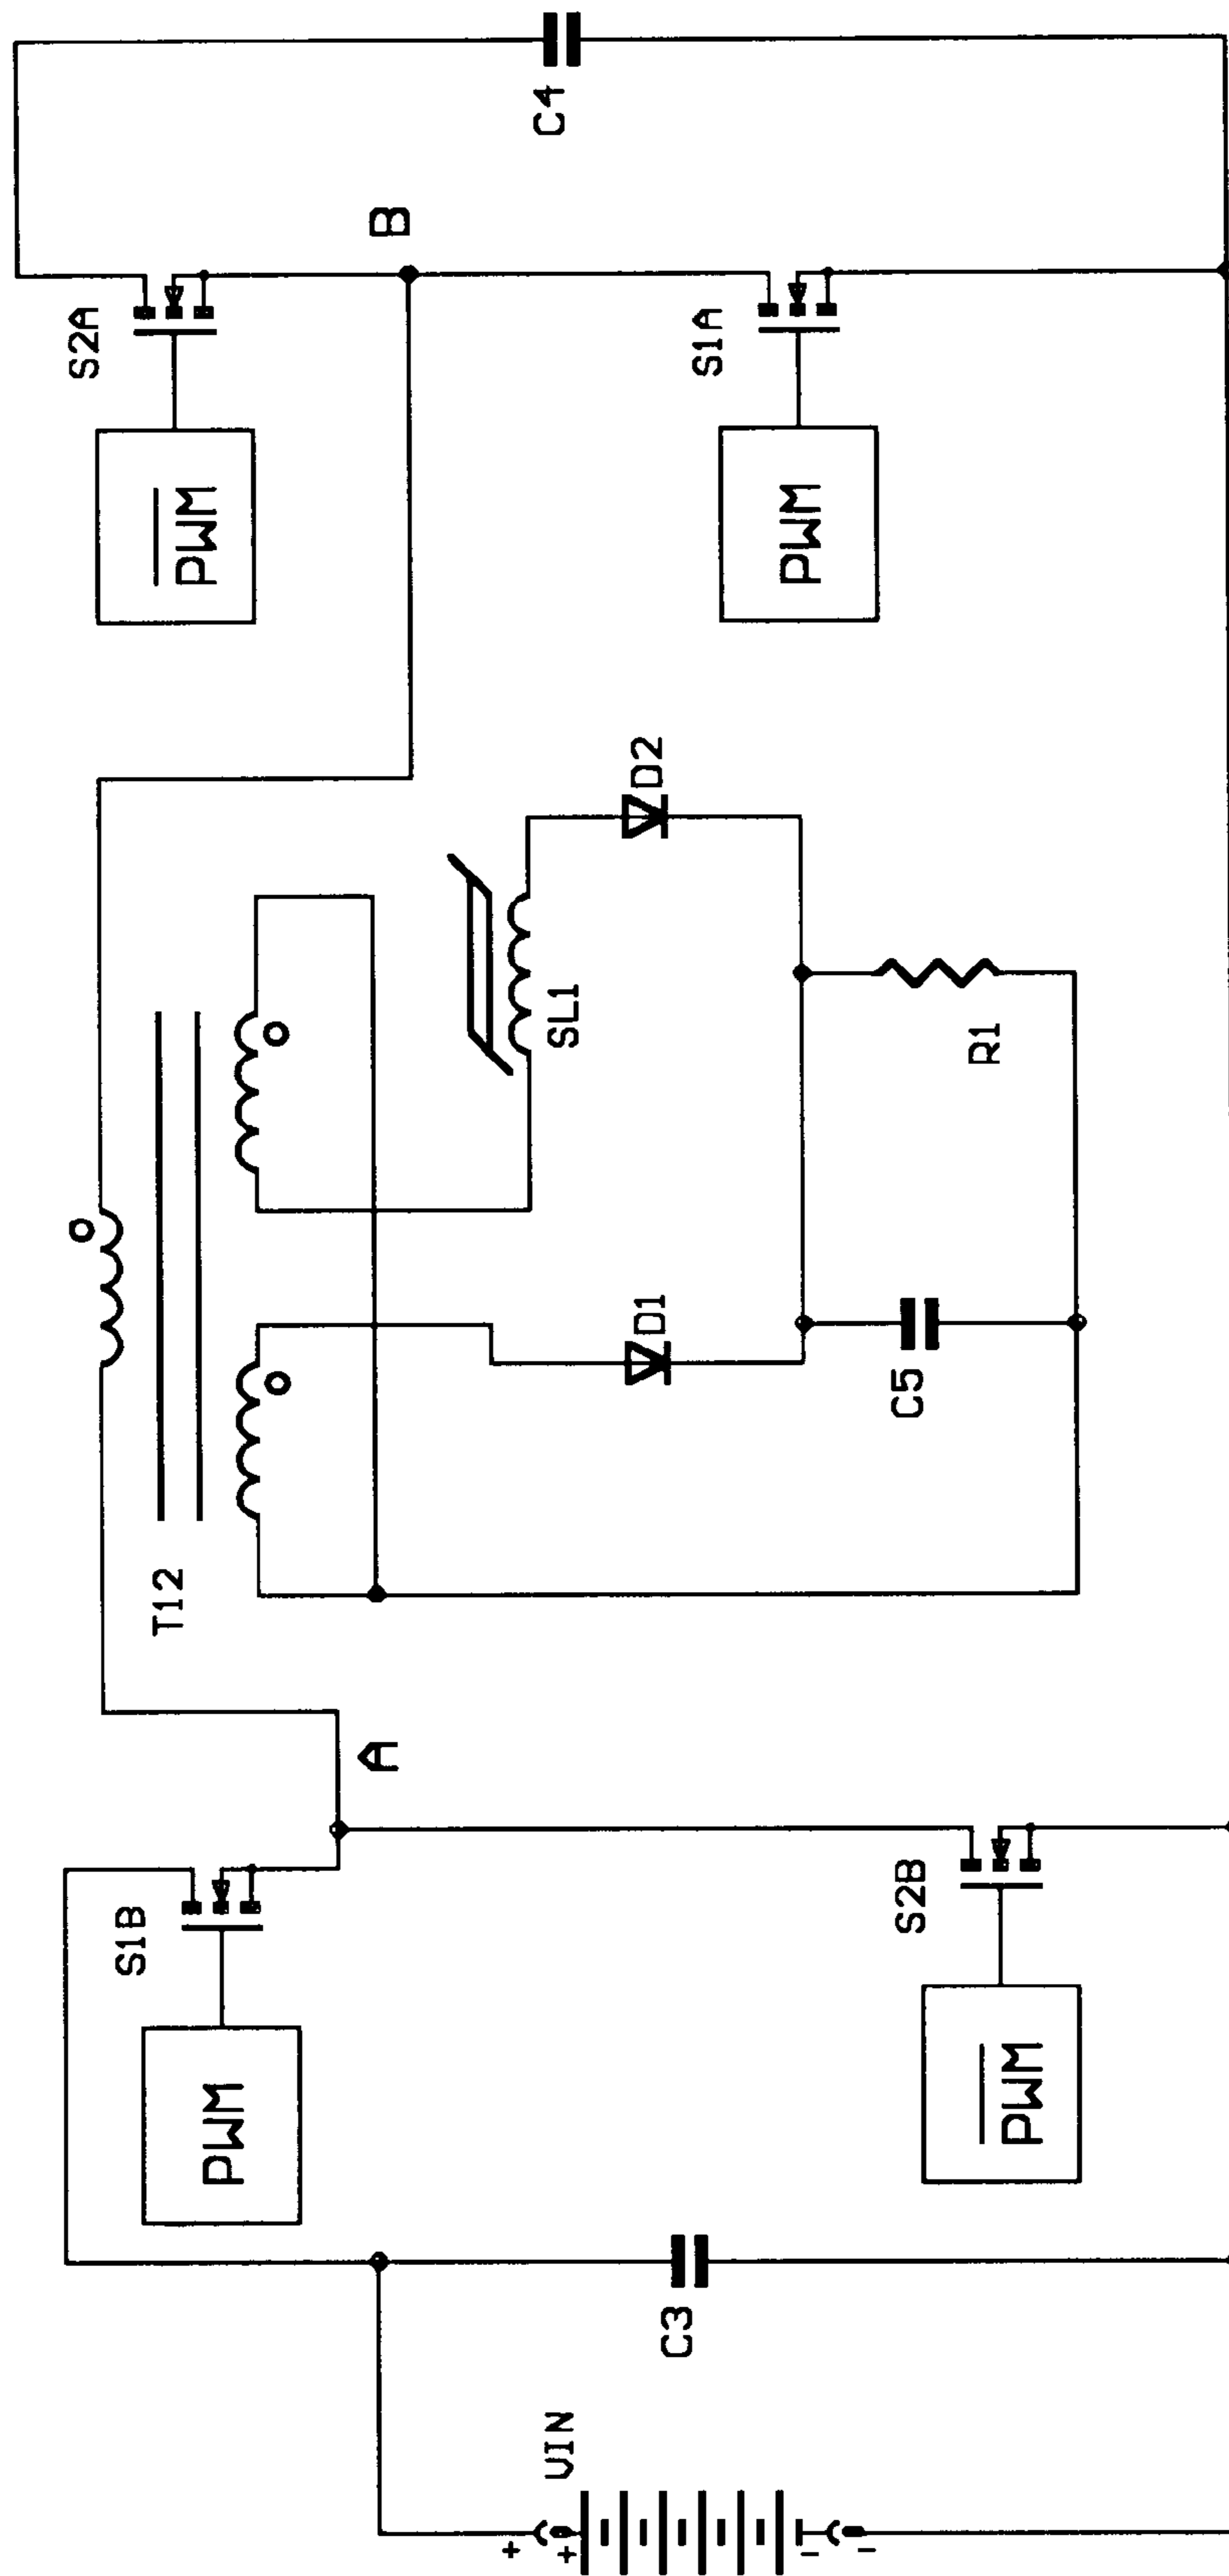 C4
S2A
B
S1A
PWM
PWM
D2
SL1
R1
D1
C5
T12
A
S1B
S2B
PWM
PWM
C3
VIN
+
+
-
-